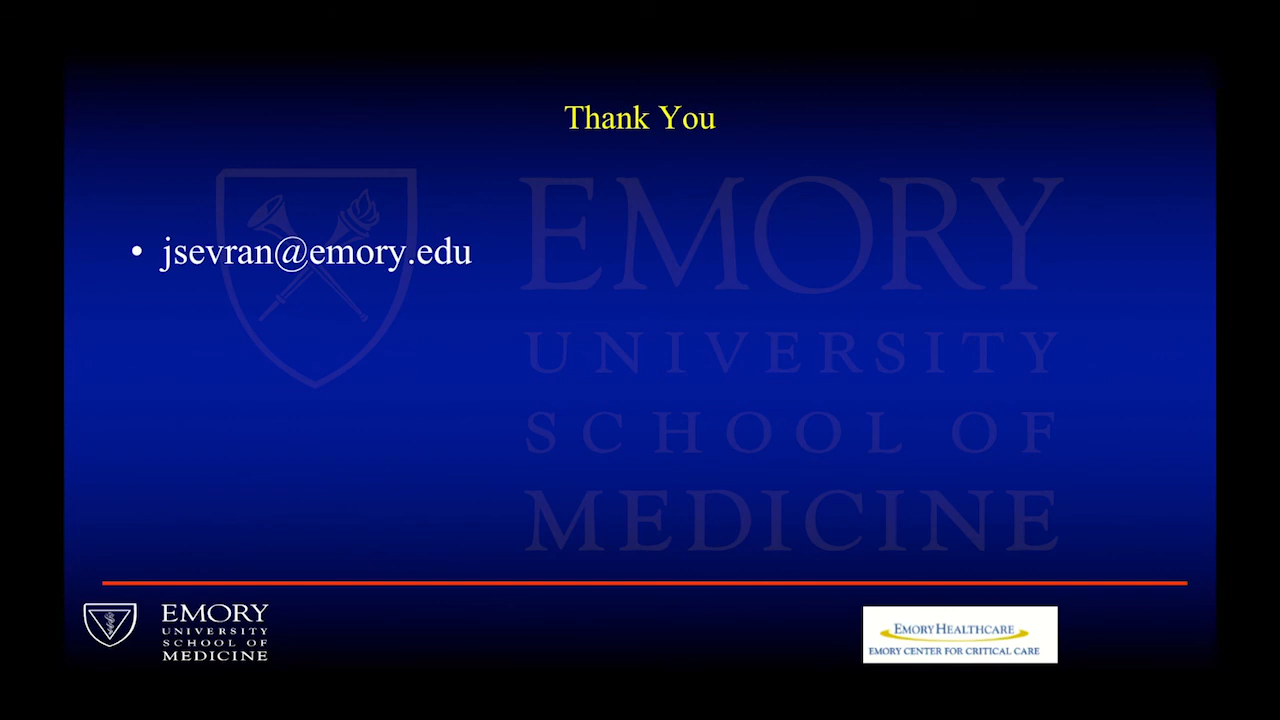 Thank You
• jsevran@emory.edu
EMORY
UNIVERSITY
SCHOOL OF
MEDICINE
EMORY
UNIVERSITY
SCHOOL OF
MEDICINE
EMORY HEALTHCARE
EMORY CENTER FOR CRITICAL CARE